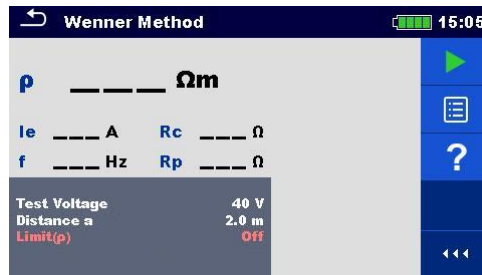 Wenner Method 15:05
ρ ___ Ωm
Ie ___ A Rc ___ Ω
f ___ Hz Rp ___ Ω
Test Voltage 40 V
Distance a 2.0 m
Limit(ρ) Off
?